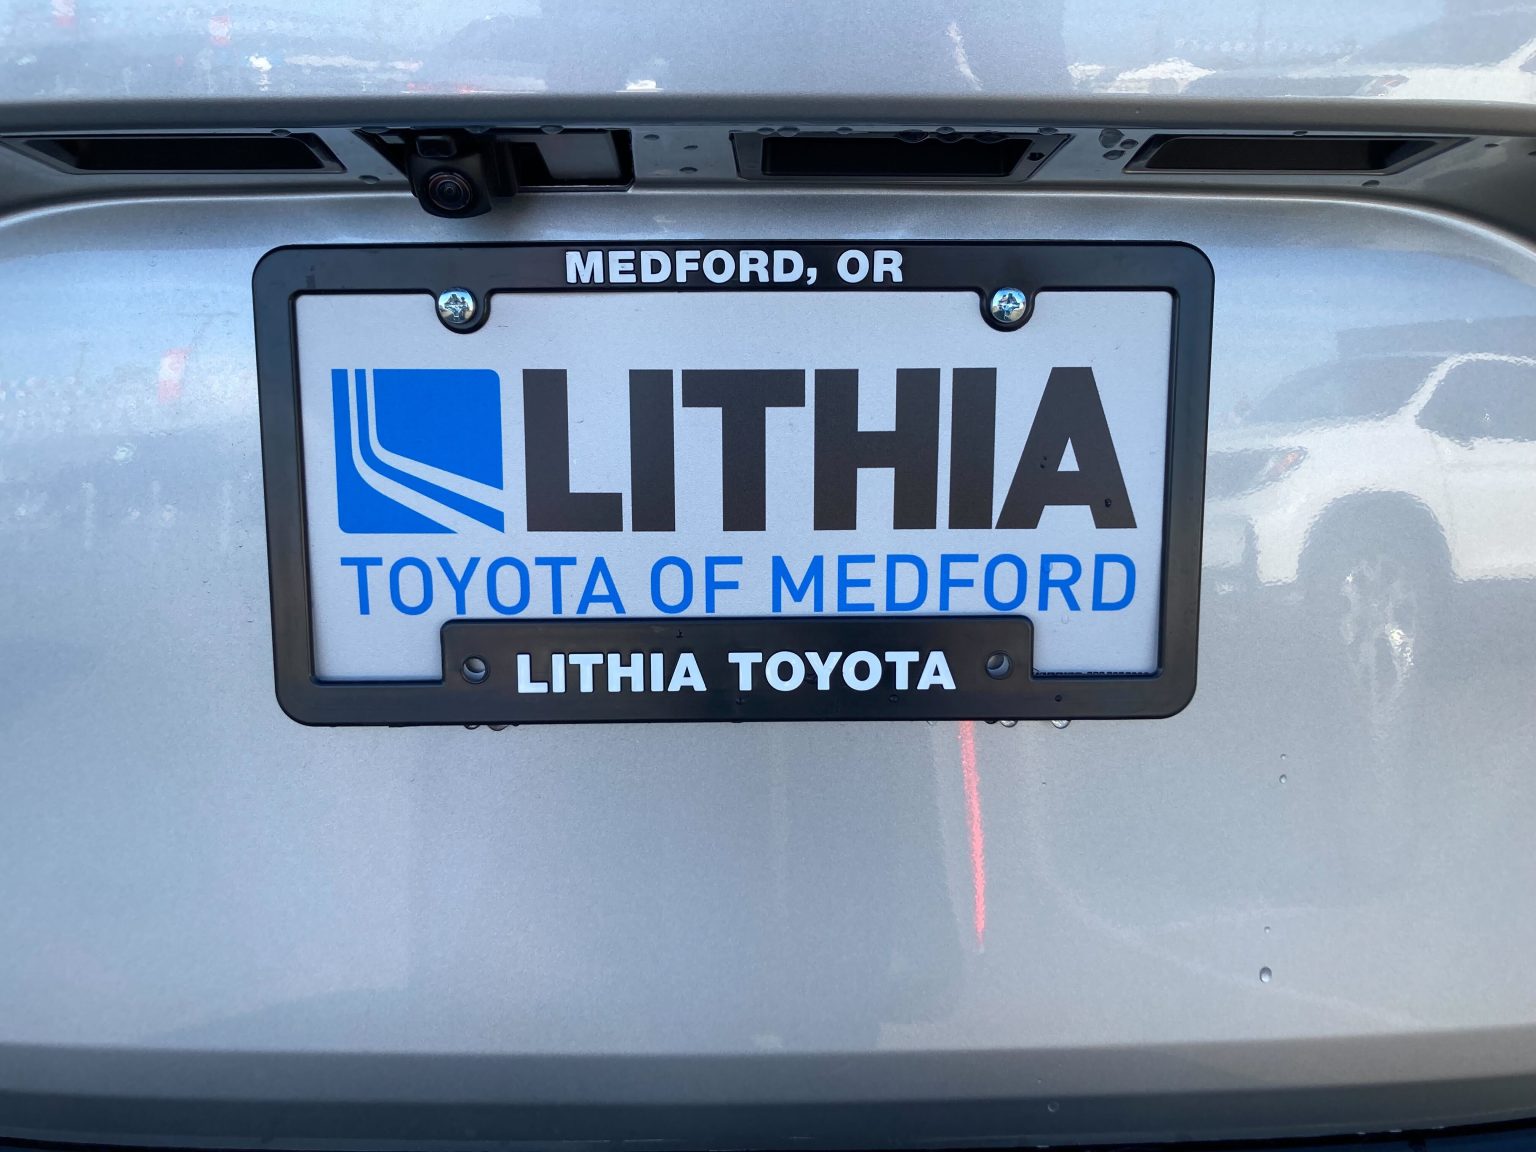 MEDFORD, OR
LITHIA
TOYOTA OF MEDFORD
LITHIA TOYOTA